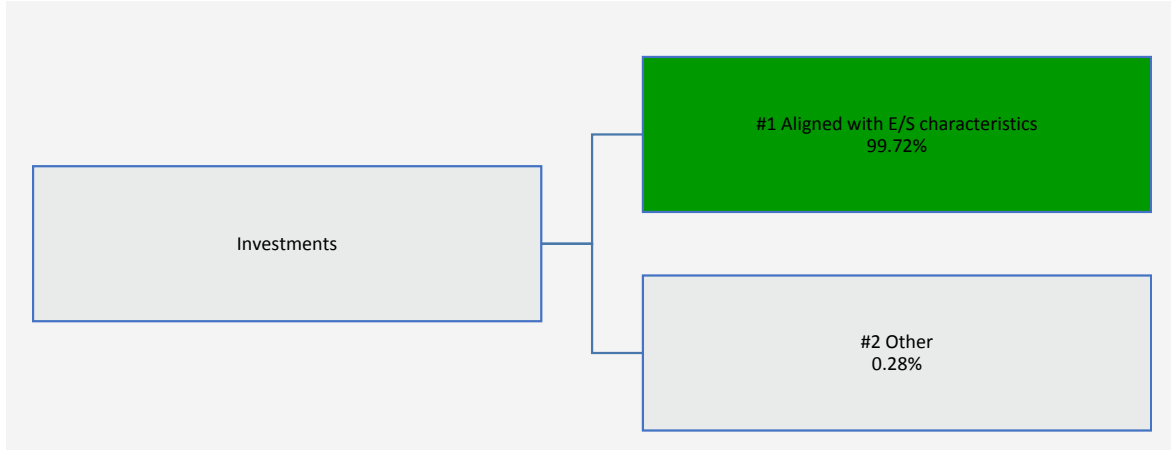 #1 Aligned with E/S characteristics
99.72%
Investments
#2 Other
0.28%